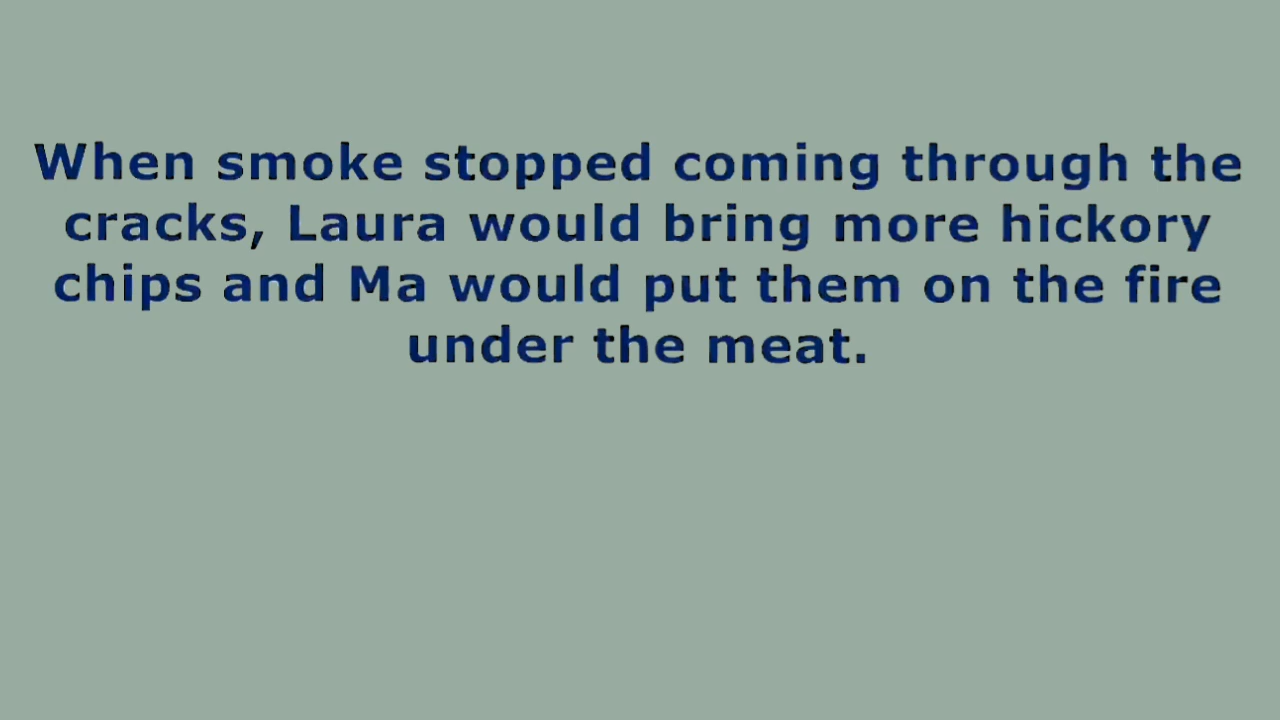 When smoke stopped coming through the
cracks, Laura would bring more hickory
chips and Ma would put them on the fire
under the meat.